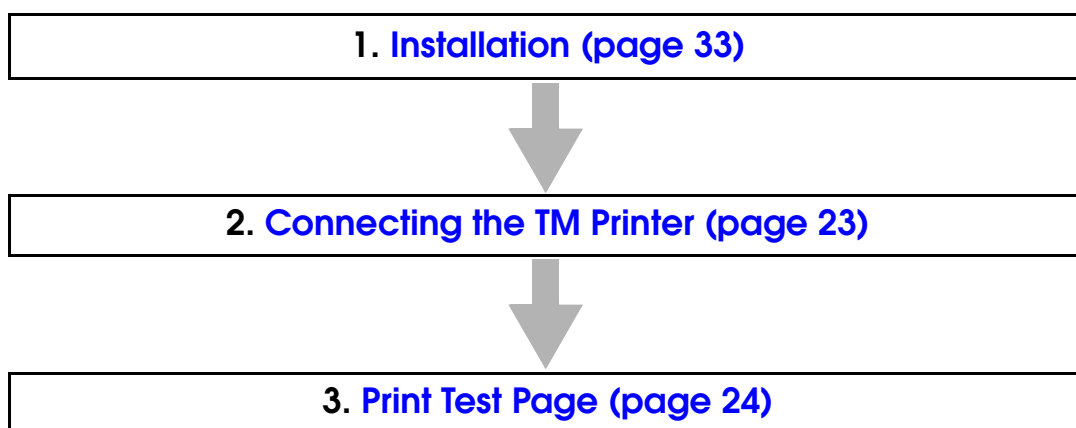 1. Installation (page 33)
2. Connecting the TM Printer (page 23)
3. Print Test Page (page 24)